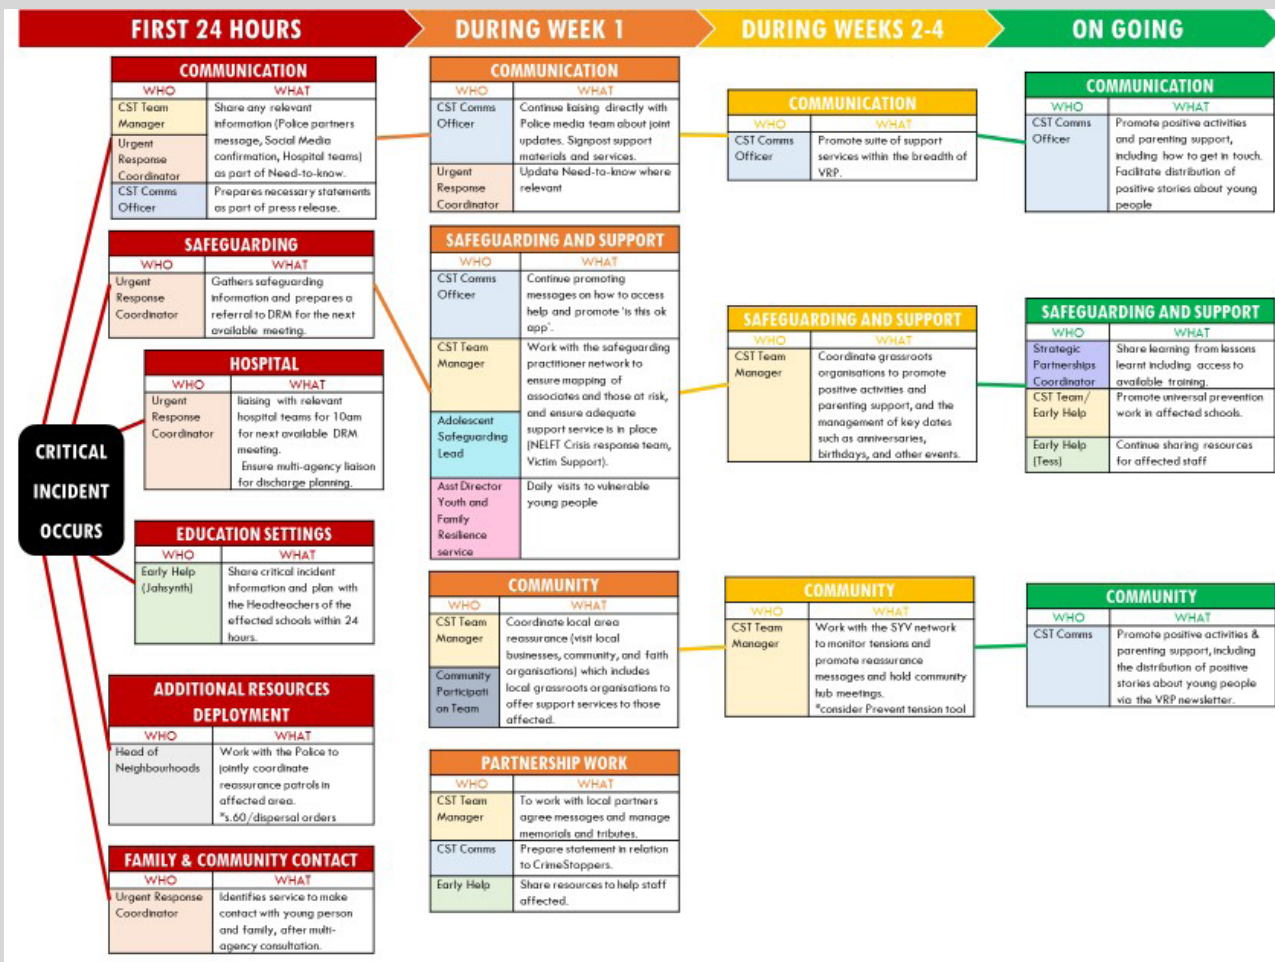 FIRST 24 HOURS
DURING WEEK 1
DURING WEEKS 2-4
ON GOING
CRITICAL
INCIDENT
OCCURS
COMMUNICATION
WHO
WHAT
CST Team
Manager
Urgent
Response
Coordinator
Share any relevant
information (Police partners
message, Social Media
confirmation, Hospital teams)
as part of Need-to-know.
CST Comms
Officer
Prepares necessary statements
as part of press release.
SAFEGUARDING
WHO
WHAT
Urgent
Response
Coordinator
Gathers safeguarding
information and prepares a
referral to DRM for the next
available meeting.
HOSPITAL
WHO
WHAT
Urgent
Response
Coordinator
liaising with relevant
hospital teams for 10am
for next available DRM
meeting.
Ensure multi-agency liaison
for discharge planning.
EDUCATION SETTINGS
WHO
WHAT
Early Help
(Jahsynth)
Share critical incident
information and plan with
the Headteachers of the
effected schools within 24
hours.
ADDITIONAL RESOURCES
DEPLOYMENT
WHO
WHAT
Head of
Neighbourhoods
Work with the Police to
jointly coordinate
reassurance patrols in
affected area.
*s.60/dispersal orders
FAMILY & COMMUNITY CONTACT
WHO
WHAT
Urgent Response
Coordinator
Identifies service to make
contact with young person
and family, after multi-
agency consultation.
COMMUNICATION
WHO
WHAT
CST Comms
Officer
Continue liaising directly with
Police media team about joint
updates. Signpost support
materials and services.
Urgent
Response
Coordinator
Update Need-to-know where
relevant
SAFEGUARDING AND SUPPORT
WHO
WHAT
CST Comms
Officer
Continue promoting
messages on how to access
help and promote 'is this ok
app'.
CST Team
Manager
Adolescent
Safeguarding
Lead
Work with the safeguarding
practitioner network to
ensure mapping of
associates and those at risk,
and ensure adequate
support service is in place
(NELFT Crisis response team,
Victim Support).
Asst Director
Youth and
Family
Resilience
service
Daily visits to vulnerable
young people
COMMUNITY
WHO
WHAT
CST Team
Manager
Community
Participati
on Team
Coordinate local area
reassurance (visit local
businesses, community, and faith
organisations) which includes
local grassroots organisations to
offer support services to those
affected.
PARTNERSHIP WORK
WHO
WHAT
CST Team
Manager
To work with local partners
agree messages and manage
memorials and tributes.
CST Comms
Prepare statement in relation
to CrimeStoppers.
Early Help
Share resources to help staff
affected.
COMMUNICATION
WHO
WHAT
CST Comms
Officer
Promote suite of support
services within the breadth of
VRP.
SAFEGUARDING AND SUPPORT
WHO
WHAT
CST Team
Manager
Coordinate grassroots
organisations to promote
positive activities and
parenting support, and the
management of key dates
such as anniversaries,
birthdays, and other events.
COMMUNITY
WHO
WHAT
CST Team
Manager
Work with the SYV network
to monitor tensions and
promote reassurance
messages and hold community
hub meetings.
*consider Prevent tension tool
COMMUNICATION
WHO
WHAT
CST Comms
Officer
Promote positive activities
and parenting support,
including how to get in touch.
Facilitate distribution of
positive stories about young
people
SAFEGUARDING AND SUPPORT
WHO
WHAT
Strategic
Partnerships
Coordinator
Share learning from lessons
learnt including access to
available training.
CST Team/
Early Help
Promote universal prevention
work in affected schools.
Early Help
(Tess)
Continue sharing resources
for affected staff
COMMUNITY
WHO
WHAT
CST Comms
Promote positive activities &
parenting support, including
the distribution of positive
stories about young people
via the VRP newsletter.